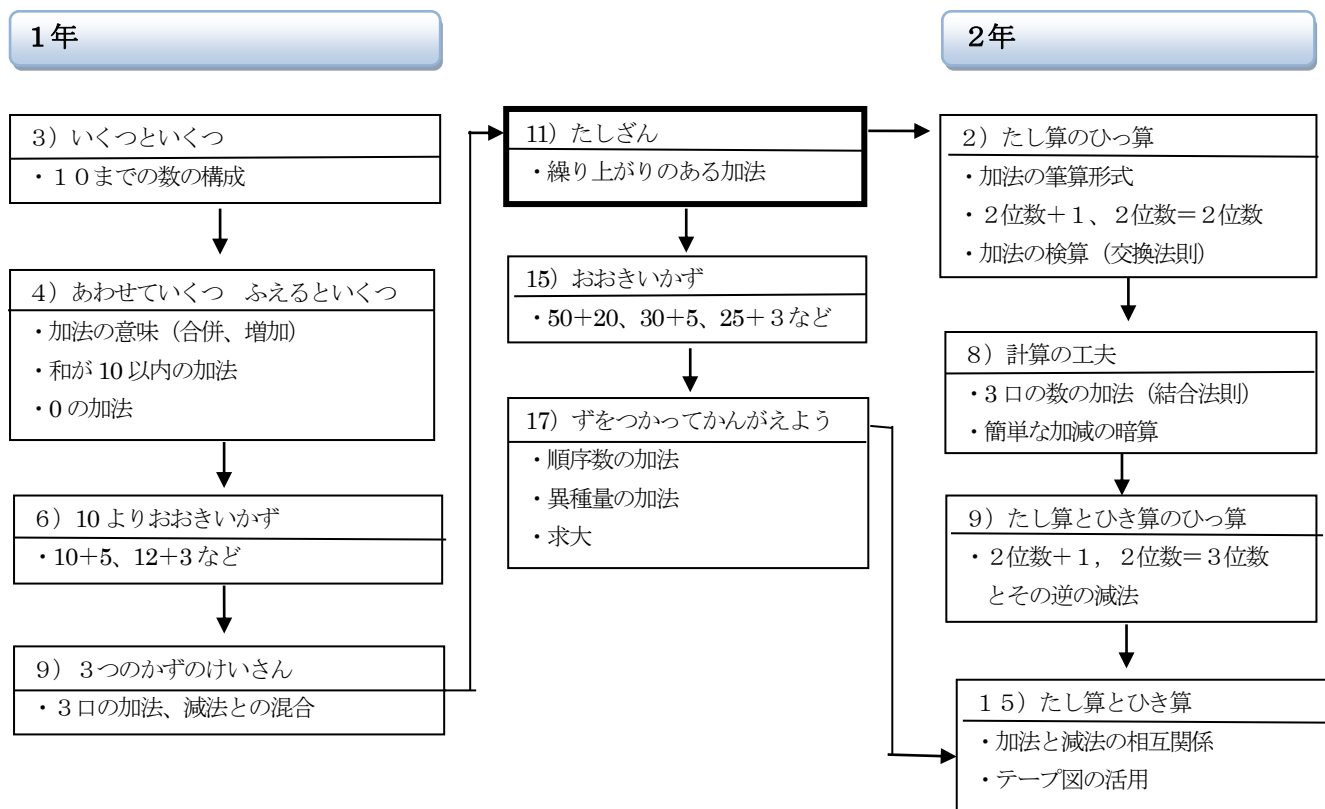 1年
3）いくつといくつ
・１０までの数の構成
4）あわせていくつ　ふえるといくつ
・加法の意味（合併、増加）
・和が 10 以内の加法
・0 の加法
6）10 よりおおきいかず
・10＋5、12＋3 など
9）３つのかずのけいさん
・３口の加法、減法との混合
11）たしざん
・繰り上がりのある加法
15）おおきいかず
・50＋20、30＋5、25＋３など
17）ずをつかってかんがえよう
・順序数の加法
・異種量の加法
・求大
2年
２）たし算のひっ算
・加法の筆算形式
・２位数＋１、２位数＝２位数
・加法の検算（交換法則）
８）計算の工夫
・3 口の数の加法（結合法則）
・簡単な加減の暗算
９）たし算とひき算のひっ算
・２位数＋１，２位数＝３位数
とその逆の減法
１５）たし算とひき算
・加法と減法の相互関係
・テープ図の活用